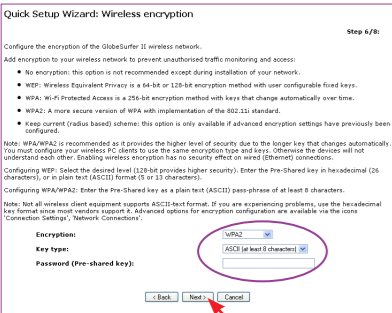 Quick Setup Wizard: Wireless encryption
Step 6/8:
Configure the encryption of the GlobeSurfer II wireless network.
Add encryption to your wireless network to prevent unauthorised traffic monitoring and access:
• No encryption: this option is not recommended except during installation of your network.
• WEP: Wireless Equivalent Privacy is a 64-bit or 128-bit encryption method with user configurable fixed keys.
• WPA: Wi-Fi Protected Access is a 256-bit encryption method with keys that change automatically over time.
• WPA2: A more secure version of WPA with implementation of the 802.11i standard.
• Keep current (radius based) scheme: this option is only available if advanced encryption settings have previously been
configured.
Note: WPA/WPA2 is recommended as it provides the higher level of security due to the longer key that changes automatically.
You must configure your wireless PC clients to use the same encryption type and keys. Otherwise the devices will not
understand each other. Enabling wireless encryption has no security effect on wired (Ethernet) connections.
Configuring WEP: Select the desired level (128-bit provides higher security). Enter the Pre-Shared key in hexadecimal (26
characters), or in plain text (ASCII) format (5 or 13 characters).
Configuring WPA/WPA2: Enter the Pre-Shared key as a plain text (ASCII) pass-phrase of at least 8 characters.
Note: Not all wireless client equipment supports ASCII-text format. If you are experiencing problems, use the hexadecimal
key format since most vendors support it. Advanced options for encryption configuration are available via the icons
'Connection Settings', 'Network Connections'.
Encryption: WPA2
Key type: ASCII (at least 8 characters)
Password (Pre-shared key):
< Back Next > Cancel